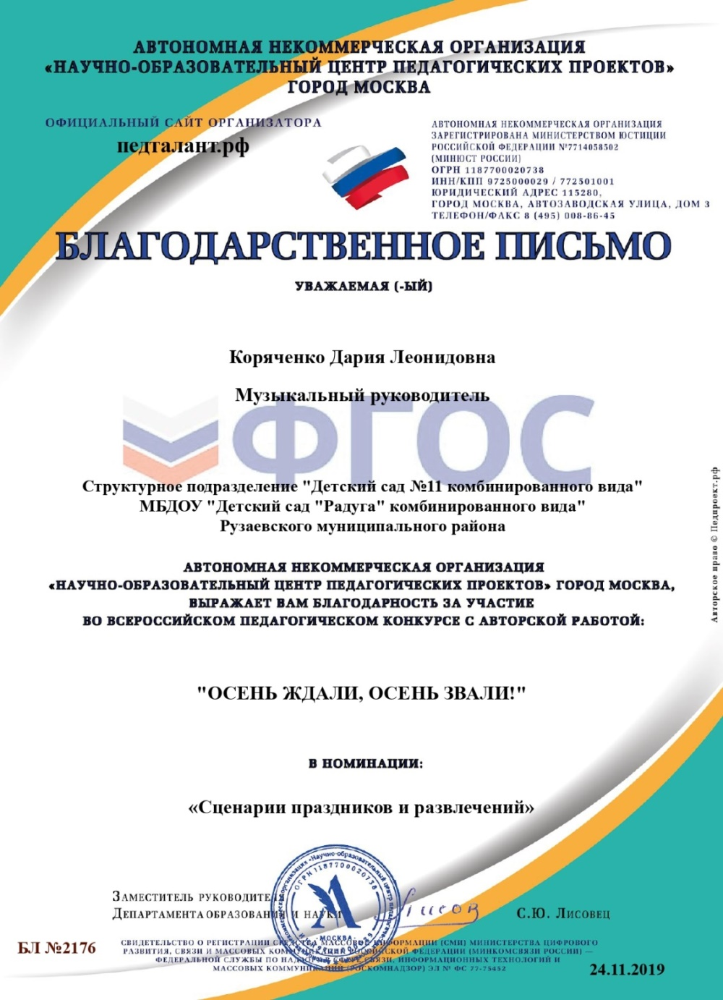 АВТОНОМНАЯ НЕКОММЕРЧЕСКАЯ ОРГАНИЗАЦИЯ
«НАУЧНО-ОБРАЗОВАТЕЛЬНЫЙ ЦЕНТР ПЕДАГОГИЧЕСКИХ ПРОЕКТОВ»
ГОРОД МОСКВА
ОФИЦИАЛЬНЫЙ САЙТ ОРГАНИЗАТОРА
педталант.рф
АВТОНОМНАЯ НЕКОММЕРЧЕСКАЯ ОРГАНИЗАЦИЯ
ЗАРЕГИСТРИРОВАНА МИНИСТЕРСТВОМ ЮСТИЦИИ
РОССИЙСКОЙ ФЕДЕРАЦИИ №7714058502
(МИНЮСТ РОССИИ)
ОГРН 1187700020738
ИНН/КПП 9725000029 / 772501001
ЮРИДИЧЕСКИЙ АДРЕС 115280,
ГОРОД МОСКВА, АВТОЗАВОДСКАЯ УЛИЦА, ДОМ 3
ТЕЛЕФОН/ФАКС 8 (495) 008-86-45
БЛАГОДАРСТВЕННОЕ ПИСЬМО
УВАЖАЕМАЯ (-ЫЙ)
Коряченко Дария Леонидовна
Музыкальный руководитель
ФГОС
Структурное подразделение "Детский сад №11 комбинированного вида"
МБДОУ "Детский сад "Радуга" комбинированного вида"
Рузаевского муниципального района
АВТОНОМНАЯ НЕКОММЕРЧЕСКАЯ ОРГАНИЗАЦИЯ
«НАУЧНО-ОБРАЗОВАТЕЛЬНЫЙ ЦЕНТР ПЕДАГОГИЧЕСКИХ ПРОЕКТОВ» ГОРОД МОСКВА,
ВЫРАЖАЕТ ВАМ БЛАГОДАРНОСТЬ ЗА УЧАСТИЕ
ВО ВСЕРОССИЙСКОМ ПЕДАГОГИЧЕСКОМ КОНКУРСЕ С АВТОРСКОЙ РАБОТОЙ:
"ОСЕНЬ ЖДАЛИ, ОСЕНЬ ЗВАЛИ!"
В НОМИНАЦИИ:
«Сценарии праздников и развлечений»
Авторское право © Педпроект.рф
ЗАМЕСТИТЕЛЬ РУКОВОДИТЕЛЯ
ДЕПАРТАМЕНТА ОБРАЗОВАНИЯ И НАУКИ
С.Ю. ЛИСОВЕЦ
ОГРН 1187700020738
«Научно-образовательный центр
·МОСКВА·
БЛ №2176
СВИДЕТЕЛЬСТВО О РЕГИСТРАЦИИ СРЕДСТВА МАССОВОЙ ИНФОРМАЦИИ (СМИ) МИНИСТЕРСТВА ЦИФРОВОГО
РАЗВИТИЯ, СВЯЗИ И МАССОВЫХ КОММУНИКАЦИЙ РОССИЙСКОЙ ФЕДЕРАЦИИ (МИНКОМСВЯЗИ РОССИИ) —
ФЕДЕРАЛЬНОЙ СЛУЖБЫ ПО НАДЗОРУ В СФЕРЕ СВЯЗИ, ИНФОРМАЦИОННЫХ ТЕХНОЛОГИЙ И
МАССОВЫХ КОММУНИКАЦИЙ (РОСКОМНАДЗОР) ЭЛ № ФС 77-75452
24.11.2019